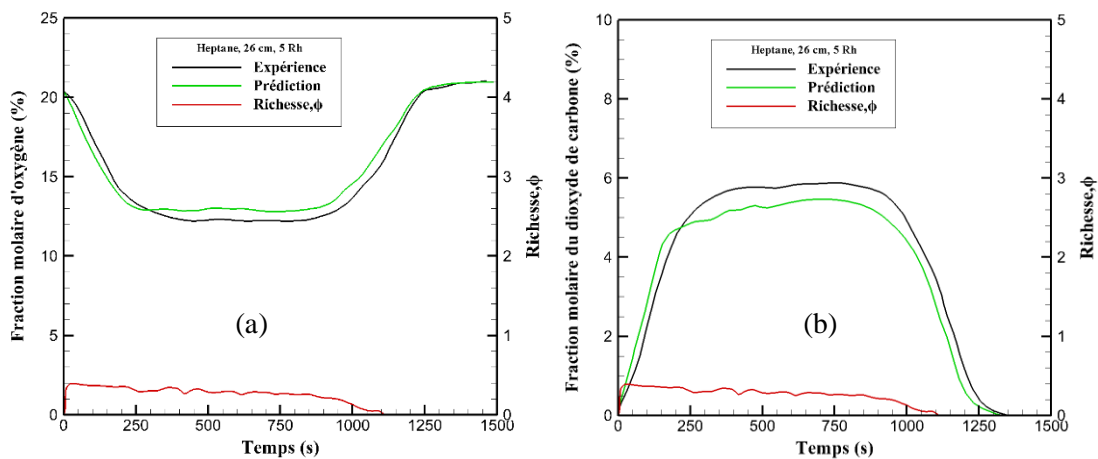 Fraction molaire d'oxygène (%)
25
20
15
10
5
0
Heptane, 26 cm, 5 Rh
Expérience
Prédiction
Richesse,ϕ
(a)
5
4
3
2
1
0
Richesse,ϕ
0 250 500 750 1000 1250 1500
Temps (s)
Fraction molaire du dioxyde de carbone (%)
10
8
6
4
2
0
Heptane, 26 cm, 5 Rh
Expérience
Prédiction
Richesse,ϕ
(b)
5
4
3
2
1
0
Richesse,ϕ
0 250 500 750 1000 1250 1500
Temps (s)